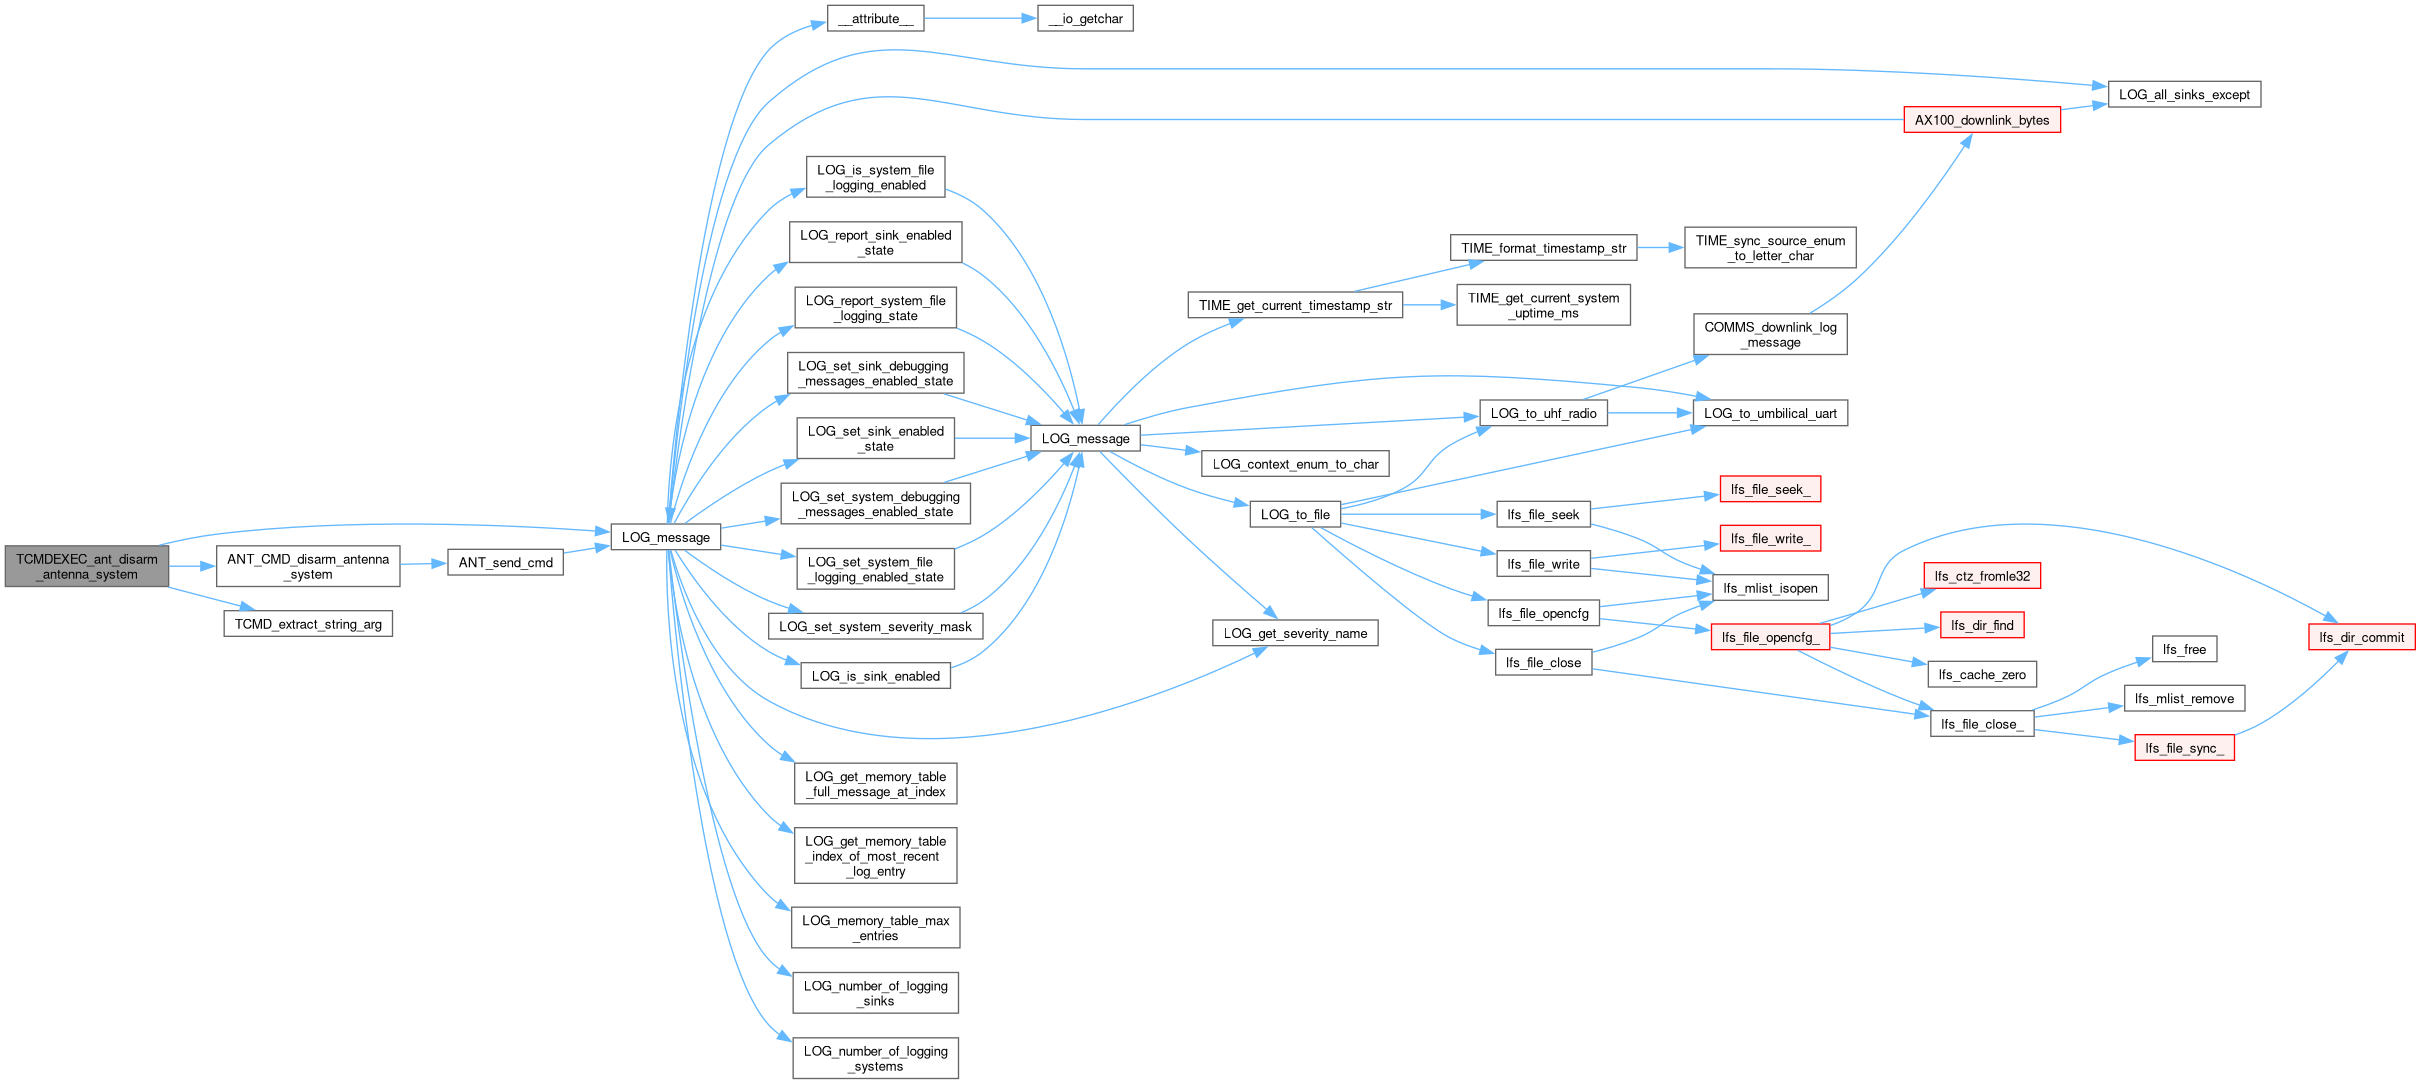 __attribute__
__io_getchar
LOG_all_sinks_except
AX100_downlink_bytes
LOG_is_system_file
_logging_enabled
LOG_report_sink_enabled
_state
TIME_format_timestamp_str
TIME_sync_source_enum
_to_letter_char
LOG_report_system_file
_logging_state
TIME_get_current_timestamp_str
TIME_get_current_system
_uptime_ms
COMMS_downlink_log
_message
LOG_set_sink_debugging
_messages_enabled_state
LOG_to_uhf_radio
LOG_to_umbilical_uart
LOG_set_sink_enabled
_state
LOG_message
LOG_context_enum_to_char
LOG_set_system_debugging
_messages_enabled_state
lfs_file_seek_
LOG_to_file
lfs_file_seek
LOG_message
lfs_file_write_
TCMDEXEC_ant_disarm
_antenna_system
ANT_CMD_disarm_antenna
_system
ANT_send_cmd
LOG_set_system_file
_logging_enabled_state
lfs_file_write
lfs_mlist_isopen
lfs_ctz_fromle32
TCMD_extract_string_arg
LOG_set_system_severity_mask
LOG_get_severity_name
lfs_file_opencfg
lfs_file_opencfg_
lfs_dir_find
lfs_dir_commit
LOG_is_sink_enabled
lfs_file_close
lfs_cache_zero
lfs_free
lfs_mlist_remove
lfs_file_close_
lfs_file_sync_
LOG_get_memory_table
_full_message_at_index
LOG_get_memory_table
_index_of_most_recent
_log_entry
LOG_memory_table_max
_entries
LOG_number_of_logging
_sinks
LOG_number_of_logging
_systems